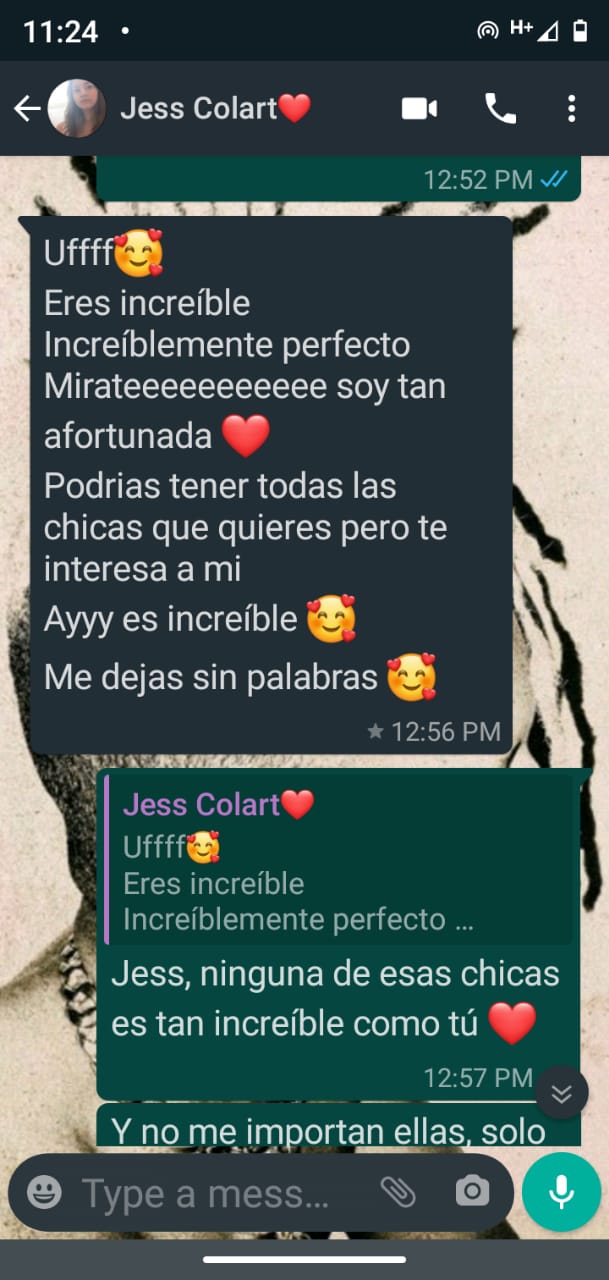 11:24
H+
Jess Colart❤️
12:52 PM
Uffff🥰
Eres increíble
Increíblemente perfecto
Mirateeeeeeeeeee soy tan
afortunada ❤️
Podrias tener todas las
chicas que quieres pero te
interesa a mi
Ayyy es increíble 🥰
Me dejas sin palabras 🥰
12:56 PM
Jess Colart❤️
Uffff🥰
Eres increíble
Increíblemente perfecto ...
Jess, ninguna de esas chicas
es tan increíble como tú ❤️
12:57 PM
Y no me importan ellas, solo
Type a mess...